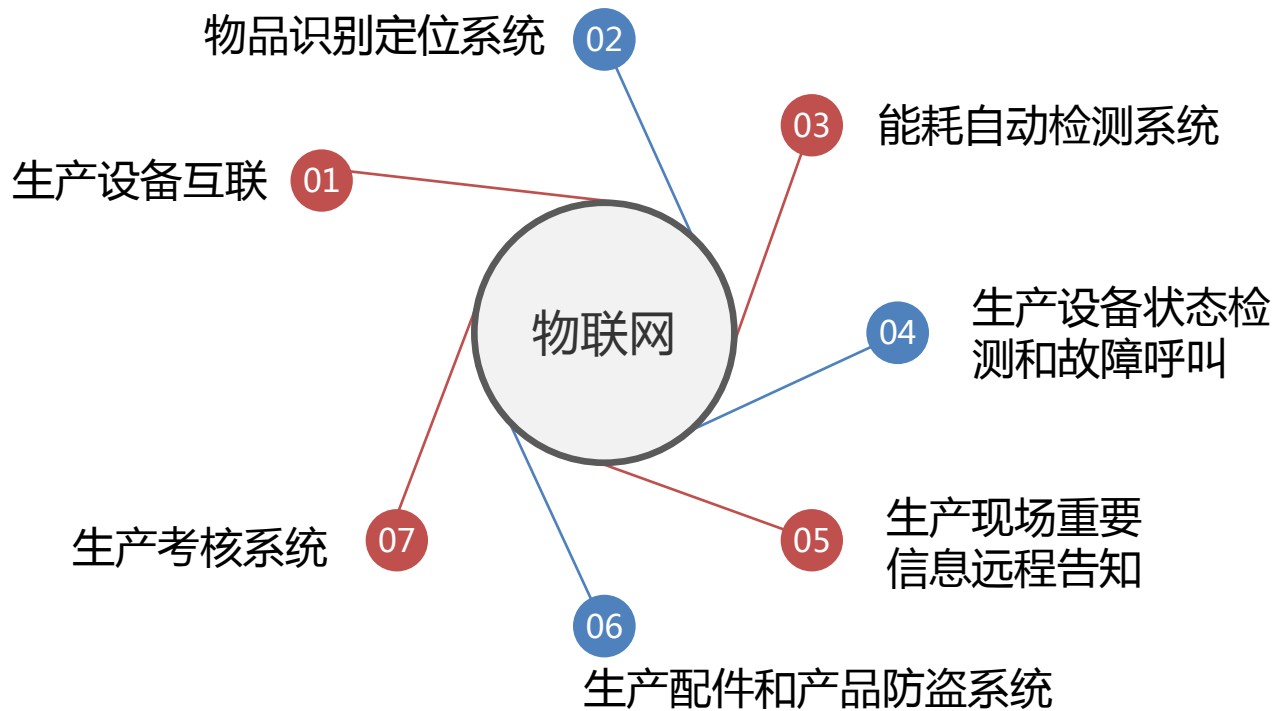 物品识别定位系统
02
03
能耗自动检测系统
生产设备互联
01
物联网
04
生产设备状态检
测和故障呼叫
05
生产现场重要
信息远程告知
生产考核系统
07
06
生产配件和产品防盗系统